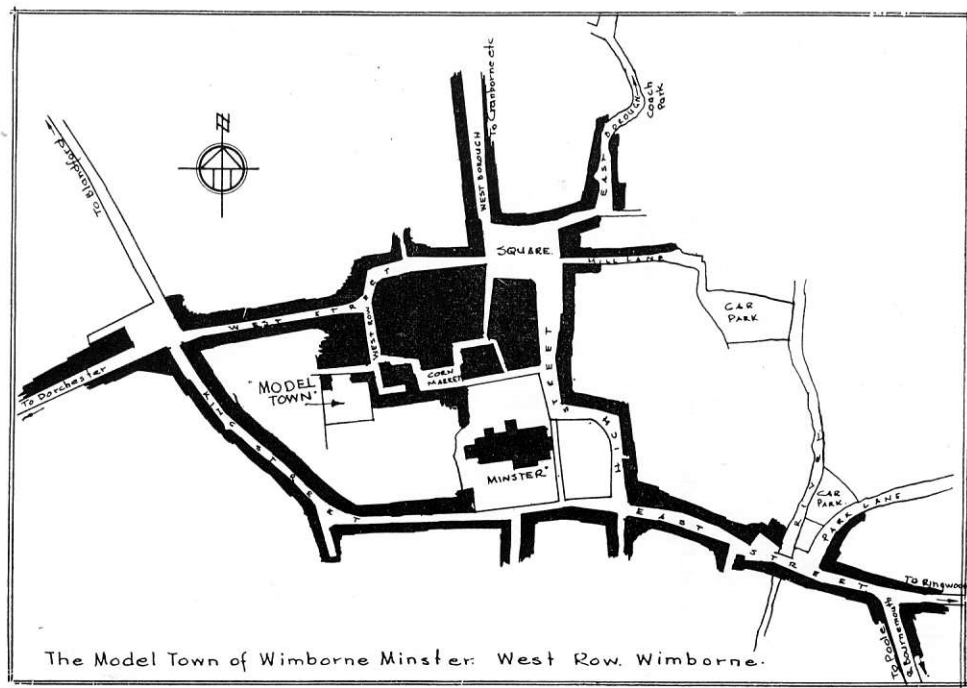 N
To Cranborne etc
WEST BOROUGH
EAST BOROUGH
Coach
Park
To Blandford
SQUARE.
MILL LANE
CAR
PARK
WEST STREET
WEST ROW
To Dorchester
"MODEL
TOWN"
CORN
MARKET
HIGH STREET
KING STREET
MINSTER"
RIVER
CAR
PARK.
PARK LANE
EAST STREET
To Ringwood
To Poole
& Bournemouth
The Model Town of Wimborne Minster: West Row. Wimborne.